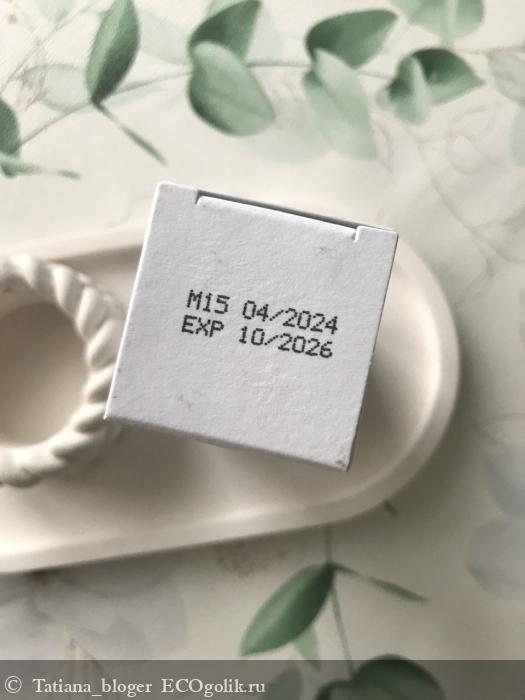 M15 04/2024
EXP 10/2026
© Tatiana_bloger ECOgolik.ru